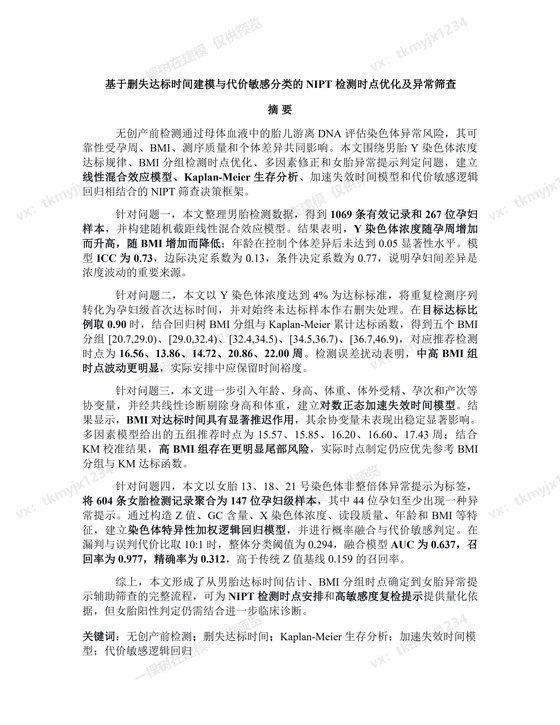 基于删失达标时间建模与代价敏感分类的 NIPT 检测时点优化及异常筛查
摘 要
无创产前检测通过母体血液中的胎儿游离 DNA 评估染色体异常风险，其可
靠性受孕周、BMI、测序质量和个体差异共同影响。本文围绕男胎 Y 染色体浓度
达标规律、BMI 分组检测时点优化、多因素修正和女胎异常提示判定问题，建立
线性混合效应模型、Kaplan-Meier 生存分析、加速失效时间模型和代价敏感逻辑
回归相结合的 NIPT 筛查决策框架。
针对问题一，本文整理男胎检测数据，得到 1069 条有效记录和 267 位孕妇
样本，并构建随机截距线性混合效应模型。结果表明，Y 染色体浓度随孕周增加
而升高，随 BMI 增加而降低；年龄在控制个体差异后未达到 0.05 显著性水平。模
型 ICC 为 0.73，边际决定系数为 0.13，条件决定系数为 0.77，说明孕妇间差异是
浓度波动的重要来源。
针对问题二，本文以 Y 染色体浓度达到 4% 为达标标准，将重复检测序列
转化为孕妇级首次达标时间，并对始终未达标样本作右删失处理。在目标达标比
例取 0.90 时，结合回归树 BMI 分组与 Kaplan-Meier 累计达标函数，得到五个 BMI
分组 [20.7,29.0)、[29.0,32.4)、[32.4,34.5)、[34.5,36.7)、[36.7,46.9)，对应推荐检测
时点为 16.56、13.86、14.72、20.86、22.00 周。检测误差扰动表明，中高 BMI 组
时点波动更明显，实际安排中应保留时间裕度。
针对问题三，本文进一步引入年龄、身高、体重、体外受精、孕次和产次等
协变量，并经共线性诊断剔除身高和体重，建立对数正态加速失效时间模型。结
果显示，BMI 对达标时间具有显著推迟作用，其余协变量未表现出稳定显著影响。
多因素模型给出的五组推荐时点为 15.57、15.85、16.20、16.60、17.43 周；结合
KM 校准结果，高 BMI 组存在更明显尾部风险，实际时点制定仍应优先参考 BMI
分组与 KM 达标函数。
针对问题四，本文以女胎 13、18、21 号染色体非整倍体异常提示为标签，
将 604 条女胎检测记录聚合为 147 位孕妇级样本，其中 44 位孕妇至少出现一种异
常提示。通过构造 Z 值、GC 含量、X 染色体浓度、读段质量、年龄和 BMI 等特
征，建立染色体特异性加权逻辑回归模型，并进行概率融合与代价敏感判定。在
漏判与误判代价比取 10:1 时，整体分类阈值为 0.294，融合模型 AUC 为 0.637，召
回率为 0.977，精确率为 0.312，高于传统 Z 值基线 0.159 的召回率。
综上，本文形成了从男胎达标时间估计、BMI 分组时点确定到女胎异常提
示辅助筛查的完整流程，可为 NIPT 检测时点安排和高敏感度复检提示提供量化依
据，但女胎阳性判定仍需结合进一步临床诊断。
关键词：无创产前检测；删失达标时间；Kaplan-Meier 生存分析；加速失效时间模
型；代价敏感逻辑回归
一棵树在建模 仅供预览
vx：tkmyjx1234